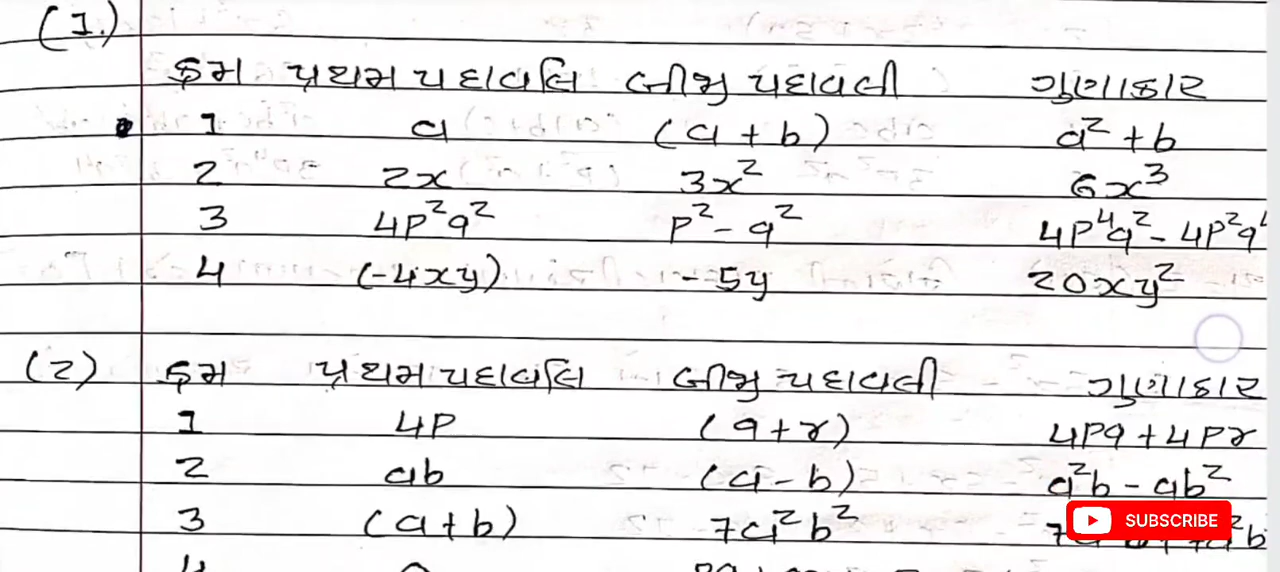 (1.)
ક્રમ પ્રથમ પદાવલિ બીજી પદાવલી ગુણાકાર
1 a (a + b) a² + b
2 2x 3x² 6x³
3 4p²q² p² - q² 4p⁴q² - 4p²q⁴
4 (-4xy) - 5y 20xy²
(2) ક્રમ પ્રથમ પદાવલિ બીજી પદાવલી ગુણાકાર
1 4p (q + r) 4pq + 4pr
2 ab (a - b) a²b - ab²
3 (a + b) 7a²b²
SUBSCRIBE